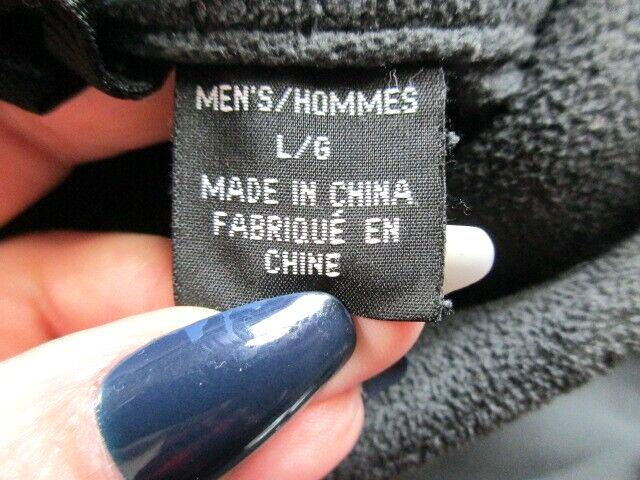 MEN'S/HOMMES
L/G
MADE IN CHINA
FABRIQUÉ EN
CHINE